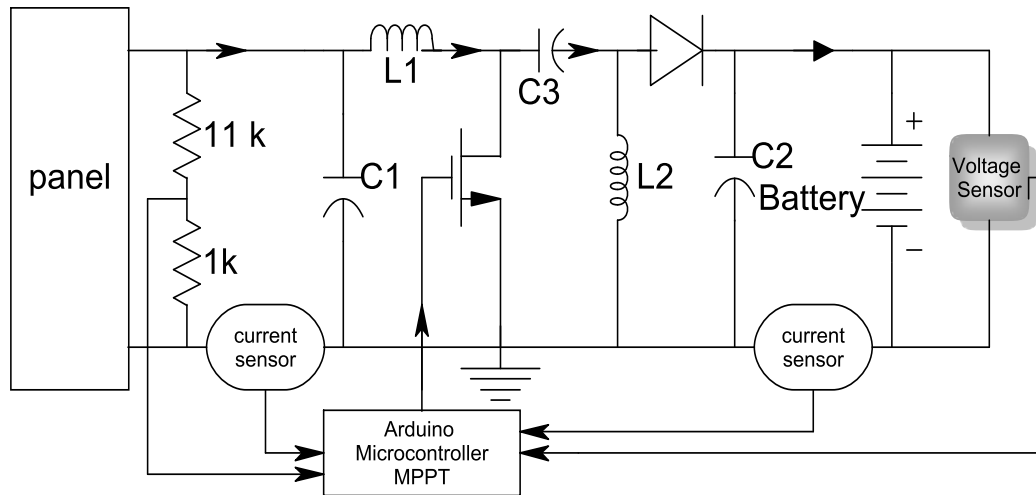 panel
11 k
1k
L1
C1
C3
L2
C2
+
Battery
−
Voltage
Sensor
current
sensor
current
sensor
Arduino
Microcontroller
MPPT